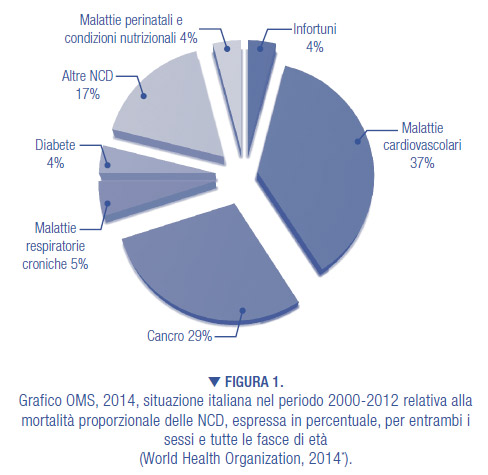 Malattie perinatali e
condizioni nutrizionali 4%
Infortuni
4%
Altre NCD
17%
Malattie
cardiovascolari
37%
Diabete
4%
Malattie
respiratorie
croniche 5%
Cancro 29%
▼ FIGURA 1.
Grafico OMS, 2014, situazione italiana nel periodo 2000-2012 relativa alla
mortalità proporzionale delle NCD, espressa in percentuale, per entrambi i
sessi e tutte le fasce di età
(World Health Organization, 2014*).